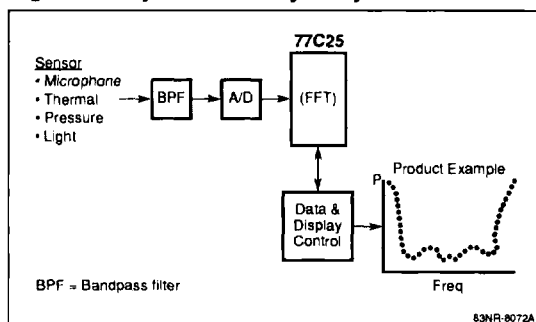 77C25
Sensor
• Microphone
• Thermal
• Pressure
• Light
BPF
A/D
(FFT)
Data &
Display
Control
P
Product Example
Freq
BPF = Bandpass filter
83NR-8072A